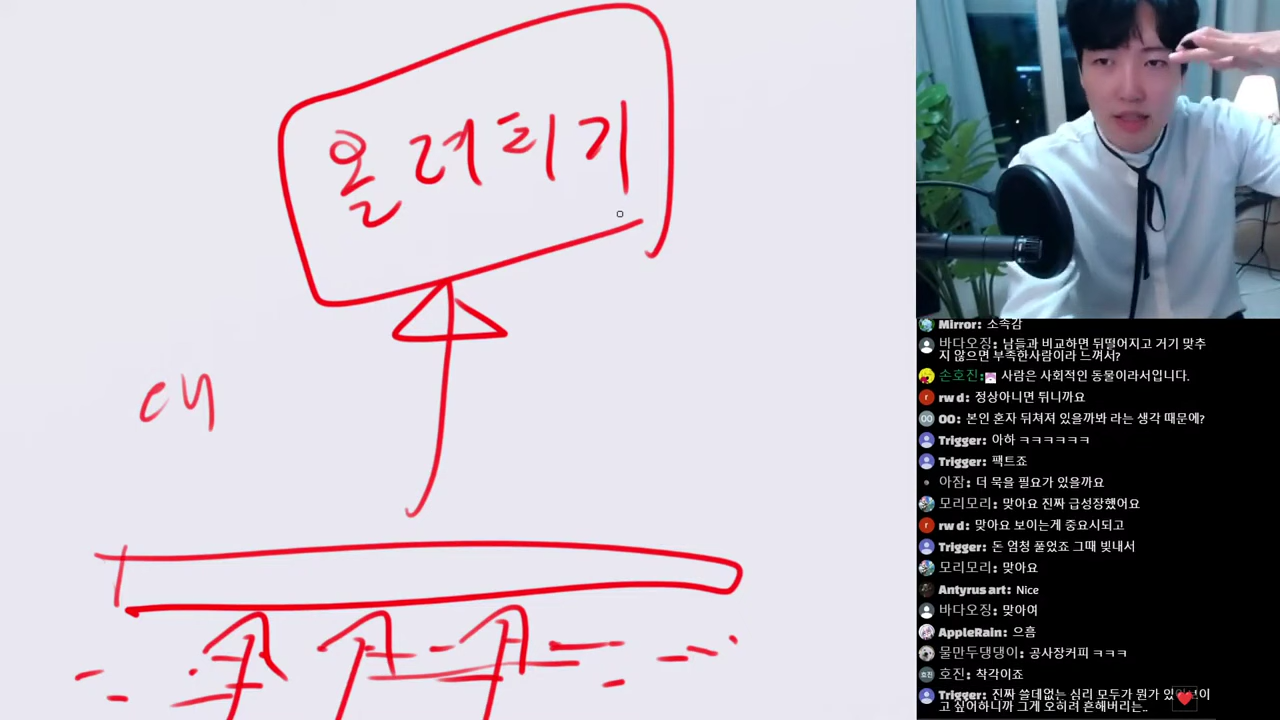 올려치기
애
Mirror: 소속감
바다오징: 남들과 비교하면 뒤떨어지고 거기 맞추
지 않으면 부족한사람이라 느껴서?
손호진: 사람은 사회적인 동물이라서입니다.
rw d: 정상아니면 튀니까요
OO: 본인 혼자 뒤쳐져 있을까봐 라는 생각 때문에?
Trigger: 아하 ㅋㅋㅋㅋㅋㅋ
Trigger: 팩트죠
아잠: 더 묵을 필요가 있을까요
모리모리: 맞아요 진짜 급성장했어요
rw d: 맞아요 보이는게 중요시되고
Trigger: 돈 엄청 풀었죠 그때 빚내서
모리모리: 맞아요
Antyrus art: Nice
바다오징: 맞아여
AppleRain: 으흠
물만두댕댕이: 공사장커피 ㅋㅋㅋ
호진: 착각이죠
Trigger: 진짜 쓸데없는 심리 모두가 뭔가 있어보이
고 싶어하니까 그게 오히려 흔해버리는..